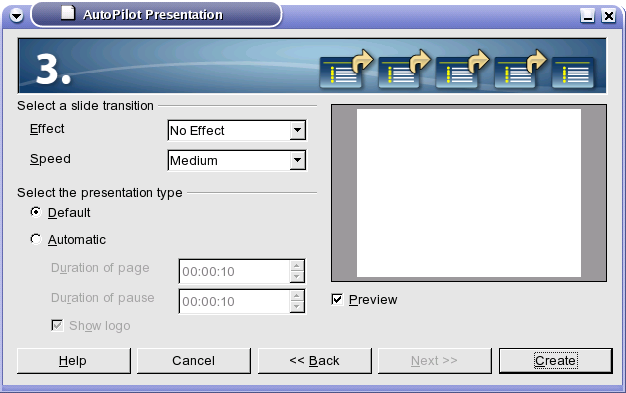 AutoPilot Presentation
3.
Select a slide transition
Effect
No Effect
Speed
Medium
Select the presentation type
Default
Automatic
Duration of page
00:00:10
Duration of pause
00:00:10
Show logo
Preview
Help
Cancel
<< Back
Next >>
Create